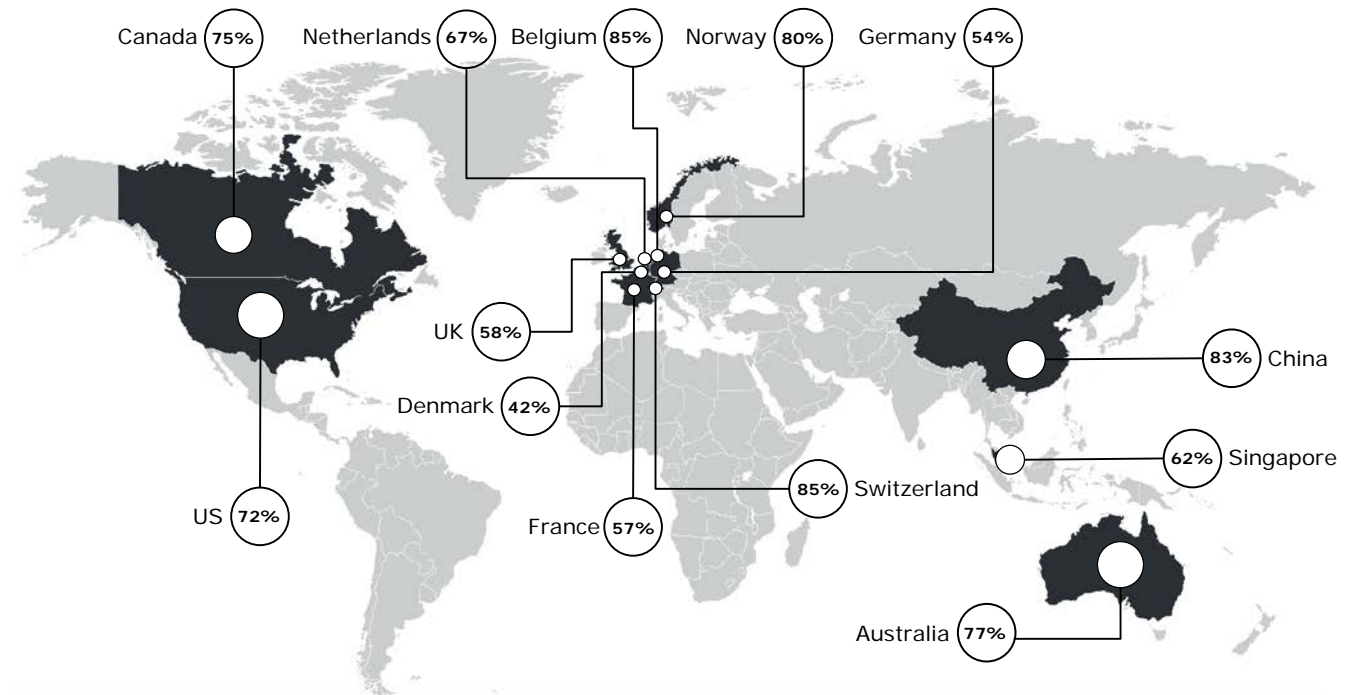 Canada 75%
Netherlands 67%
Belgium 85%
Norway 80%
Germany 54%
UK 58%
83% China
Denmark 42%
62% Singapore
85% Switzerland
US 72%
France 57%
Australia 77%